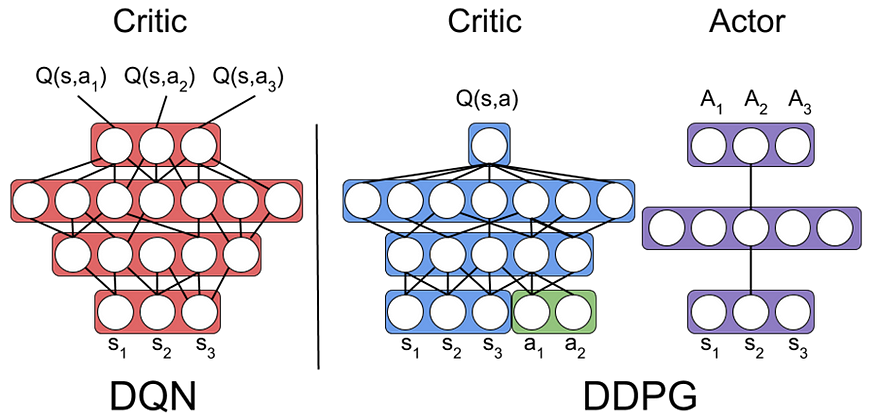 Critic
Critic
Actor
Q(s,a₁) Q(s,a₂) Q(s,a₃)
Q(s,a)
A₁ A₂ A₃
s₁ s₂ s₃
s₁ s₂ s₃ a₁ a₂
s₁ s₂ s₃
DQN
DDPG